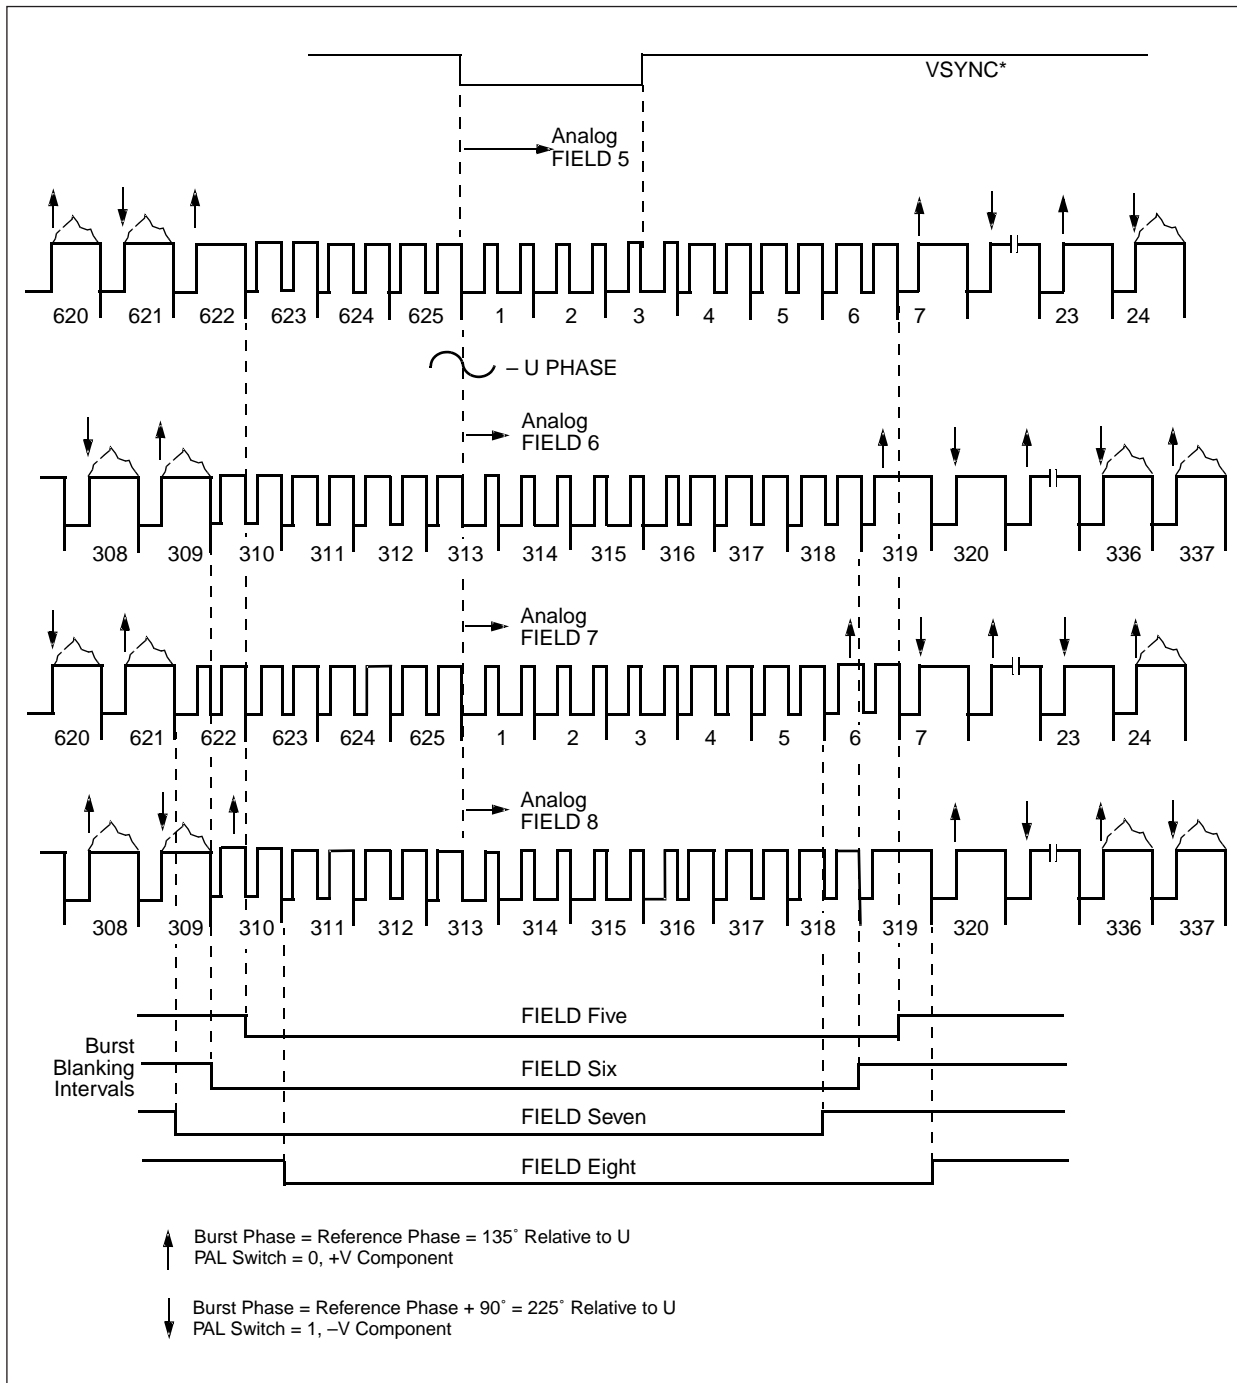 VSYNC*
Analog
FIELD 5
620 621 622 623 624 625 1 2 3 4 5 6 7 23 24
– U PHASE
Analog
FIELD 6
308 309 310 311 312 313 314 315 316 317 318 319 320 336 337
Analog
FIELD 7
620 621 622 623 624 625 1 2 3 4 5 6 7 23 24
Analog
FIELD 8
308 309 310 311 312 313 314 315 316 317 318 319 320 336 337
Burst
Blanking
Intervals
FIELD Five
FIELD Six
FIELD Seven
FIELD Eight
Burst Phase = Reference Phase = 135° Relative to U
PAL Switch = 0, +V Component
Burst Phase = Reference Phase + 90° = 225° Relative to U
PAL Switch = 1, –V Component